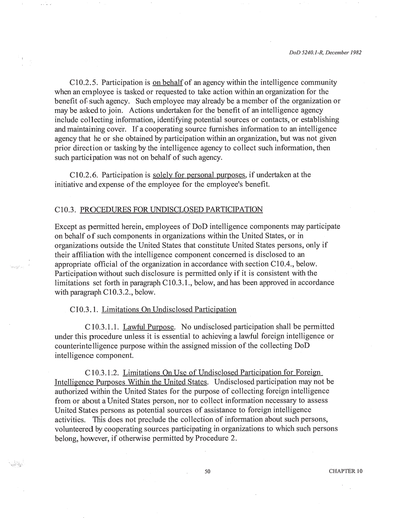 DoD 5240.1-R, December 1982
C10.2.5. Participation is on behalf of an agency within the intelligence community
when an employee is tasked or requested to take action within an organization for the
benefit of such agency. Such employee may already be a member of the organization or
may be asked to join. Actions undertaken for the benefit of an intelligence agency
include collecting information, identifying potential sources or contacts, or establishing
and maintaining cover. If a cooperating source furnishes information to an intelligence
agency that he or she obtained by participation within an organization, but was not given
prior direction or tasking by the intelligence agency to collect such information, then
such participation was not on behalf of such agency.
C10.2.6. Participation is solely for personal purposes, if undertaken at the
initiative and expense of the employee for the employee's benefit.
C10.3. PROCEDURES FOR UNDISCLOSED PARTICIPATION
Except as permitted herein, employees of DoD intelligence components may participate
on behalf of such components in organizations within the United States, or in
organizations outside the United States that constitute United States persons, only if
their affiliation with the intelligence component concerned is disclosed to an
appropriate official of the organization in accordance with section C10.4., below.
Participation without such disclosure is permitted only if it is consistent with the
limitations set forth in paragraph C10.3.1., below, and has been approved in accordance
with paragraph C10.3.2., below.
C10.3.1. Limitations On Undisclosed Participation
C10.3.1.1. Lawful Purpose. No undisclosed participation shall be permitted
under this procedure unless it is essential to achieving a lawful foreign intelligence or
counterintelligence purpose within the assigned mission of the collecting DoD
intelligence component.
C10.3.1.2. Limitations On Use of Undisclosed Participation for Foreign
Intelligence Purposes Within the United States. Undisclosed participation may not be
authorized within the United States for the purpose of collecting foreign intelligence
from or about a United States person, nor to collect information necessary to assess
United States persons as potential sources of assistance to foreign intelligence
activities. This does not preclude the collection of information about such persons,
volunteered by cooperating sources participating in organizations to which such persons
belong, however, if otherwise permitted by Procedure 2.
50 CHAPTER 10